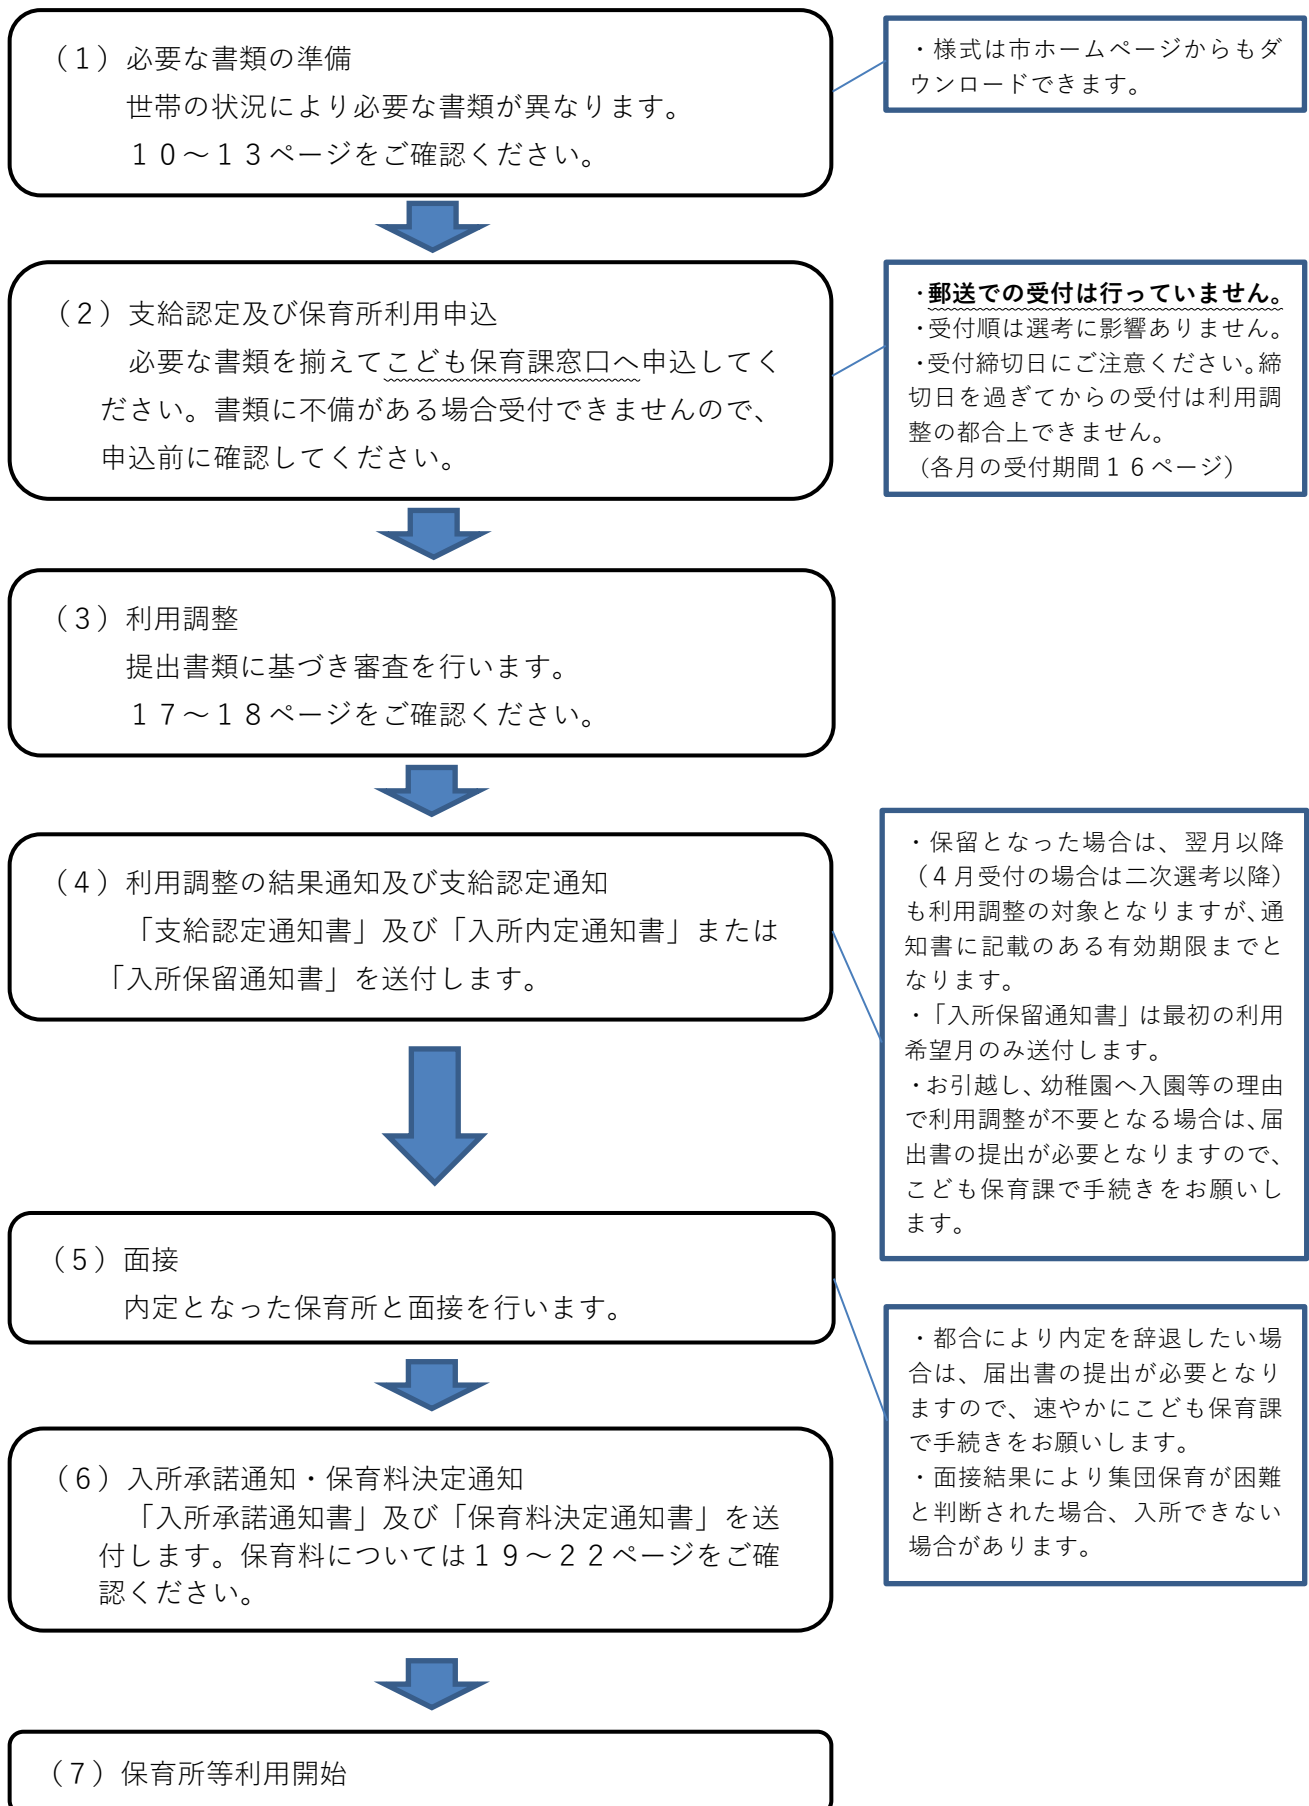 （１）必要な書類の準備
世帯の状況により必要な書類が異なります。
１０～１３ページをご確認ください。
・様式は市ホームページからもダ
ウンロードできます。
（２）支給認定及び保育所利用申込
必要な書類を揃えてこども保育課窓口へ申込してく
ださい。書類に不備がある場合受付できませんので、
申込前に確認してください。
・郵送での受付は行っていません。
・受付順は選考に影響ありません。
・受付締切日にご注意ください。締
切日を過ぎてからの受付は利用調
整の都合上できません。
（各月の受付期間１６ページ）
（３）利用調整
提出書類に基づき審査を行います。
１７～１８ページをご確認ください。
（４）利用調整の結果通知及び支給認定通知
「支給認定通知書」及び「入所内定通知書」または
「入所保留通知書」を送付します。
・保留となった場合は、翌月以降
（４月受付の場合は二次選考以降）
も利用調整の対象となりますが、通
知書に記載のある有効期限までと
なります。
・「入所保留通知書」は最初の利用
希望月のみ送付します。
・お引越し、幼稚園へ入園等の理由
で利用調整が不要となる場合は、届
出書の提出が必要となりますので、
こども保育課で手続きをお願いし
ます。
（５）面接
内定となった保育所と面接を行います。
・都合により内定を辞退したい場
合は、届出書の提出が必要となり
ますので、速やかにこども保育課
で手続きをお願いします。
・面接結果により集団保育が困難
と判断された場合、入所できない
場合があります。
（６）入所承諾通知・保育料決定通知
「入所承諾通知書」及び「保育料決定通知書」を送
付します。保育料については１９～２２ページをご確
認ください。
（７）保育所等利用開始